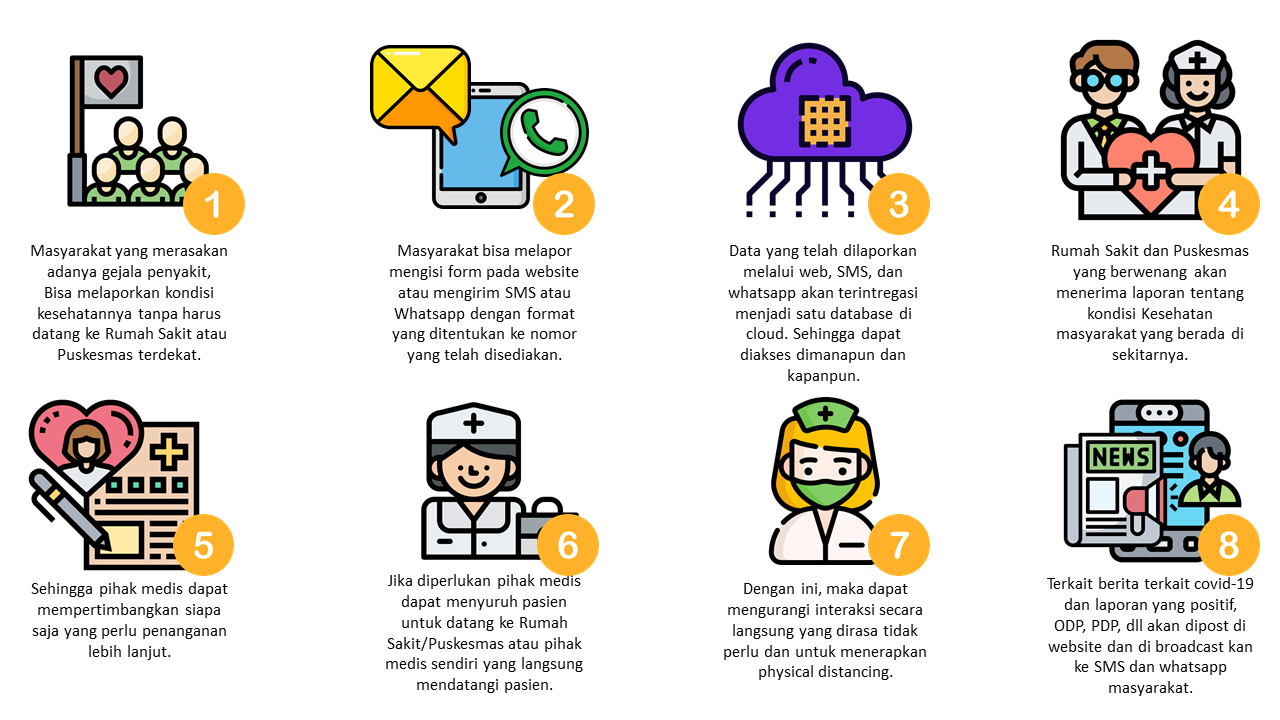 1
Masyarakat yang merasakan
adanya gejala penyakit,
Bisa melaporkan kondisi
kesehatannya tanpa harus
datang ke Rumah Sakit atau
Puskesmas terdekat.
2
Masyarakat bisa melapor
mengisi form pada website
atau mengirim SMS atau
Whatsapp dengan format
yang ditentukan ke nomor
yang telah disediakan.
3
Data yang telah dilaporkan
melalui web, SMS, dan
whatsapp akan terintregasi
menjadi satu database di
cloud. Sehingga dapat
diakses dimanapun dan
kapanpun.
4
Rumah Sakit dan Puskesmas
yang berwenang akan
menerima laporan tentang
kondisi Kesehatan
masyarakat yang berada di
sekitarnya.
5
Sehingga pihak medis dapat
mempertimbangkan siapa
saja yang perlu penanganan
lebih lanjut.
6
Jika diperlukan pihak medis
dapat menyuruh pasien
untuk datang ke Rumah
Sakit/Puskesmas atau pihak
medis sendiri yang langsung
mendatangi pasien.
7
Dengan ini, maka dapat
mengurangi interaksi secara
langsung yang dirasa tidak
perlu dan untuk menerapkan
physical distancing.
NEWS
8
Terkait berita terkait covid-19
dan laporan yang positif,
ODP, PDP, dll akan dipost di
website dan di broadcast kan
ke SMS dan whatsapp
masyarakat.